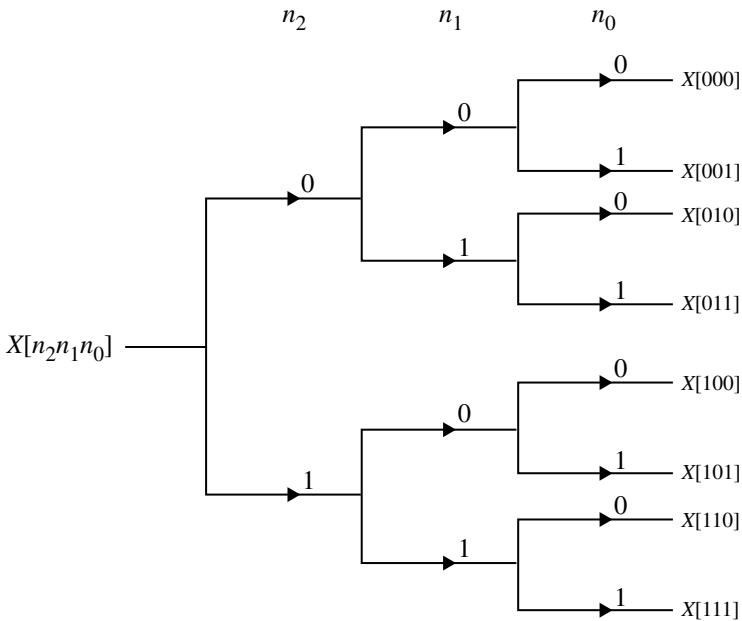 n₂ n₁ n₀
0 X[000]
0
1 X[001]
0
0 X[010]
1
1 X[011]
X[n₂n₁n₀]
0 X[100]
0
1 X[101]
1
0 X[110]
1
1 X[111]